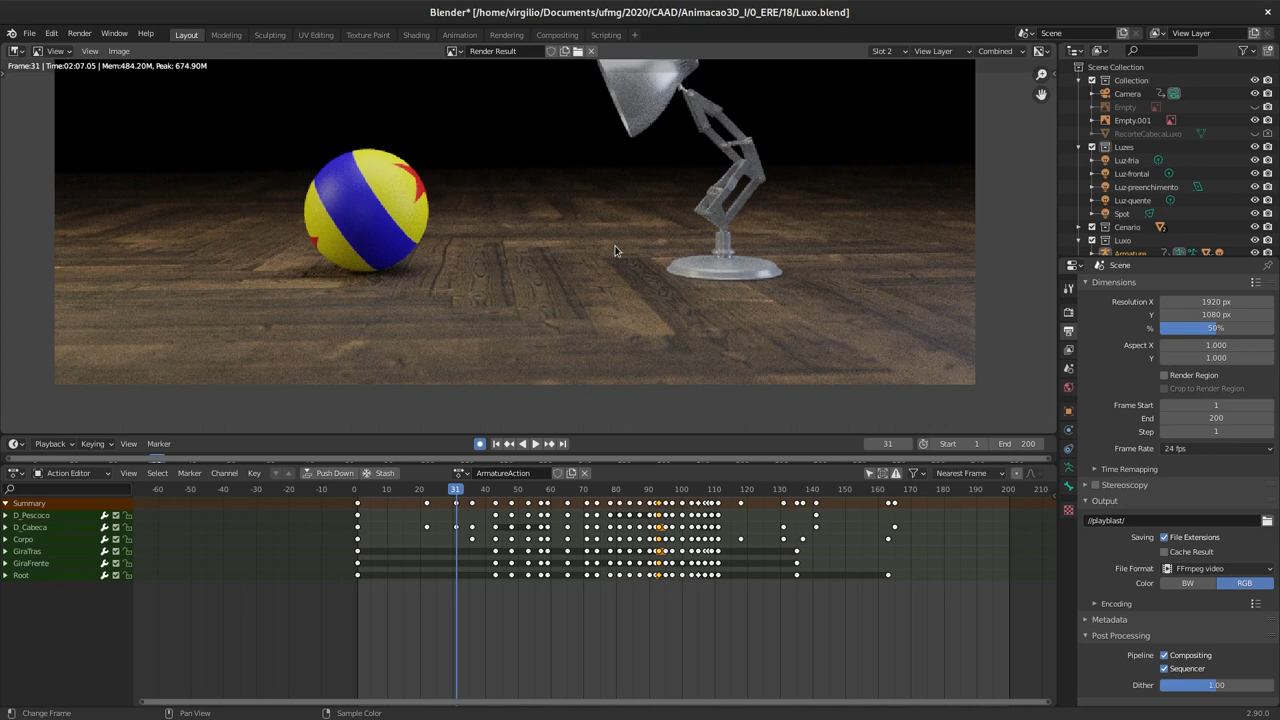 Blender* [/home/virgilio/Documents/ufmg/2020/CAAD/Animacao3D_I/0_ERE/18/Luxo.blend]
File Edit Render Window Help
Layout Modeling Sculpting UV Editing Texture Paint Shading Animation Rendering Compositing Scripting
Scene View Layer
View View Image Render Result Slot 2 View Layer Combined
Frame:31 | Time:02:07.05 | Mem:484.20M, Peak: 674.90M
Scene Collection
Collection
Camera
Empty
Empty.001
RecorteCabecaLuxo
Luzes
Luz-fria
Luz-frontal
Luz-preenchimento
Luz-quente
Spot
Cenario
Luxo
Armature
Scene
Dimensions
Resolution X 1920 px
Y 1080 px
% 50%
Aspect X 1.000
Y 1.000
Render Region
Crop to Render Region
Frame Start 1
End 200
Step 1
Frame Rate 24 fps
Time Remapping
Stereoscopy
Output
//playblast/
Saving File Extensions
Cache Result
File Format FFmpeg video
Color BW RGB
Encoding
Metadata
Post Processing
Pipeline Compositing
Sequencer
Dither 1.00
Playback Keying View Marker 31 Start 1 End 200
Action Editor View Select Marker Channel Key Push Down Stash ArmatureAction Nearest Frame
-60 -50 -40 -30 -20 -10 0 10 20 31 40 50 60 70 80 90 100 110 120 130 140 150 160 170 180 190 200 210
Summary
D_Pescoco
D_Cabeca
Corpo
GiraTras
GiraFrente
Root
Change Frame Pan View Sample Color 2.90.0